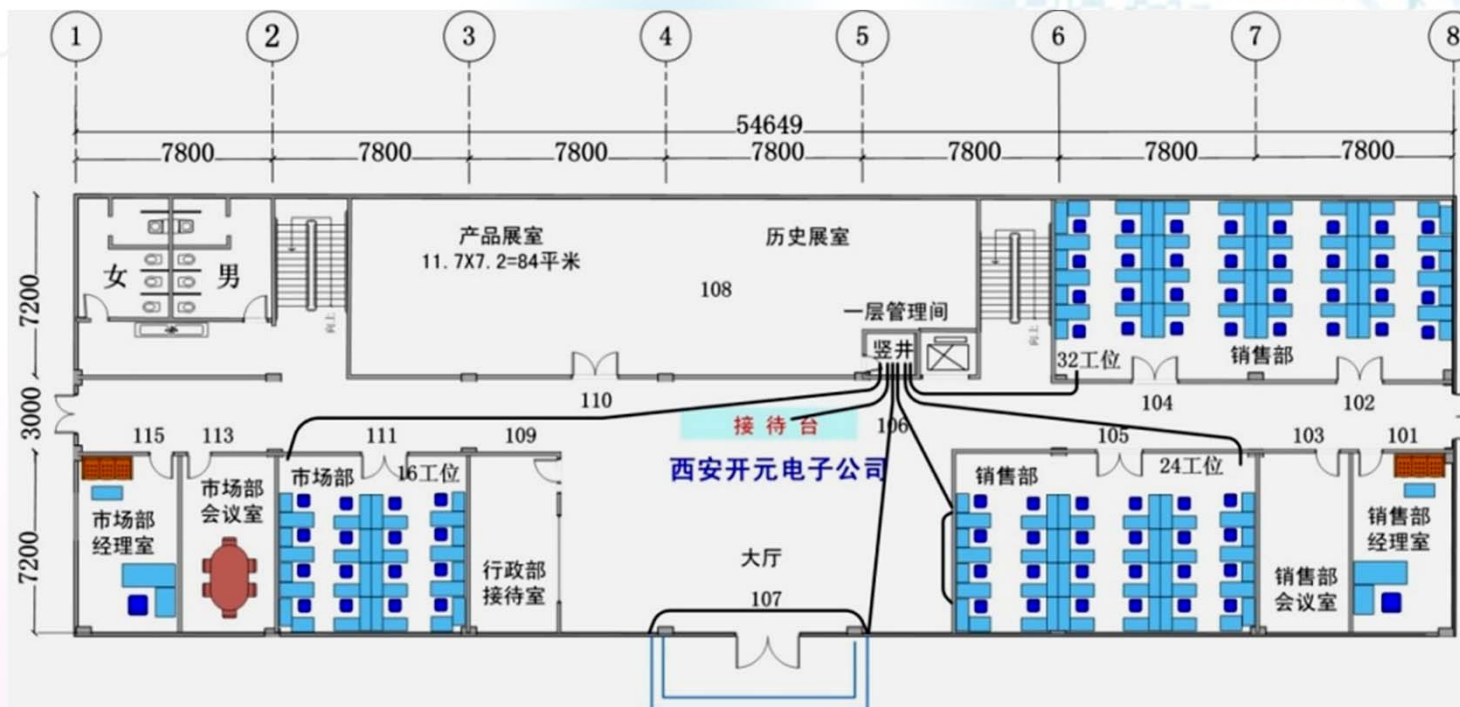 1 2 3 4 5 6 7 8
54649
7800 7800 7800 7800 7800 7800 7800
7200
3000
7200
女
男
向上
产品展室
11.7X7.2=84平米
历史展室
108
一层管理间
竖井
向上
32工位
销售部
110
接待台
106
104
102
西安开元电子公司
115
113
111
109
105
103
101
市场部
经理室
市场部
会议室
市场部
16工位
行政部
接待室
大厅
107
销售部
24工位
销售部
会议室
销售部
经理室